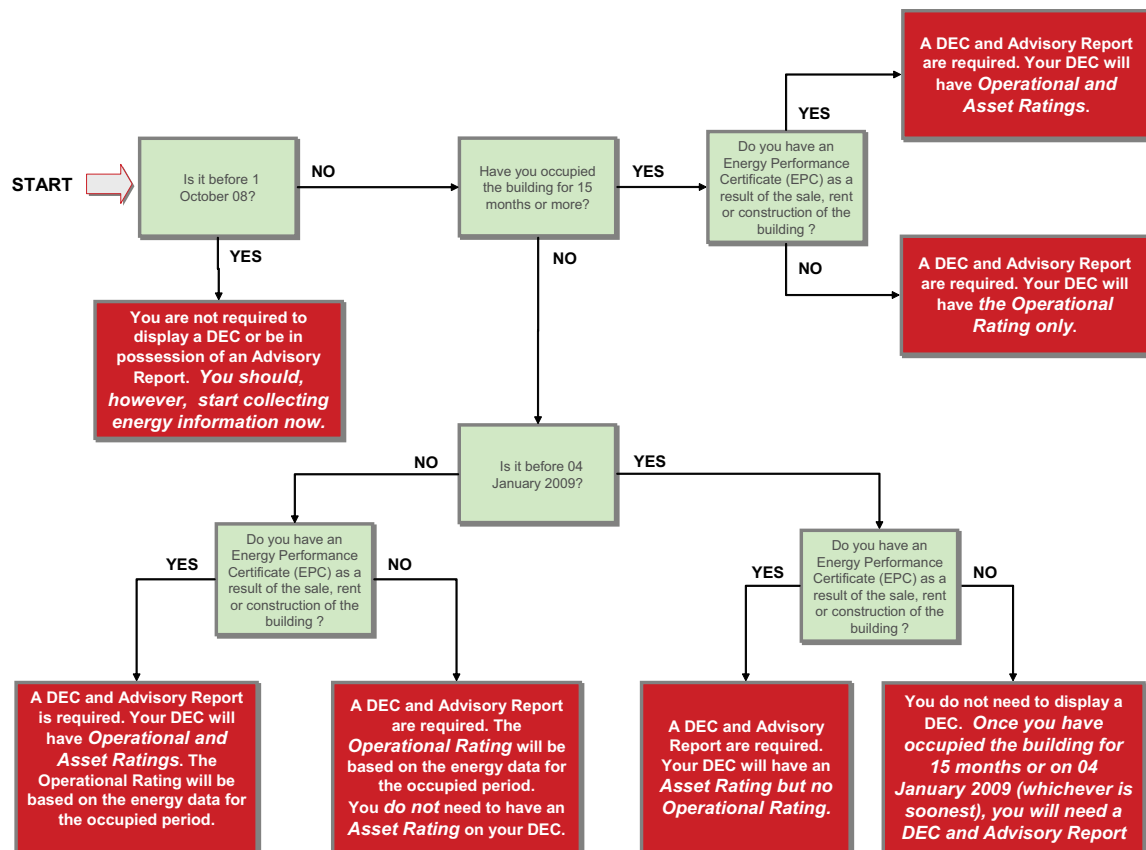 START
Is it before 1
October 08?
NO
YES
You are not required to
display a DEC or be in
possession of an Advisory
Report. You should,
however, start collecting
energy information now.
Have you occupied
the building for 15
months or more?
YES
NO
Do you have an
Energy Performance
Certificate (EPC) as a
result of the sale, rent
or construction of the
building ?
YES
A DEC and Advisory Report
are required. Your DEC will
have Operational and
Asset Ratings.
NO
A DEC and Advisory Report
are required. Your DEC will
have the Operational
Rating only.
Is it before 04
January 2009?
NO
YES
Do you have an
Energy Performance
Certificate (EPC) as a
result of the sale, rent
or construction of the
building ?
YES
NO
A DEC and Advisory Report
is required. Your DEC will
have Operational and
Asset Ratings. The
Operational Rating will be
based on the energy data for
the occupied period.
A DEC and Advisory Report
are required. The
Operational Rating will be
based on the energy data for
the occupied period.
You do not need to have an
Asset Rating on your DEC.
Do you have an
Energy Performance
Certificate (EPC) as a
result of the sale, rent
or construction of the
building ?
YES
NO
A DEC and Advisory
Report are required.
Your DEC will have an
Asset Rating but no
Operational Rating.
You do not need to display a
DEC. Once you have
occupied the building for
15 months or on 04
January 2009 (whichever is
soonest), you will need a
DEC and Advisory Report